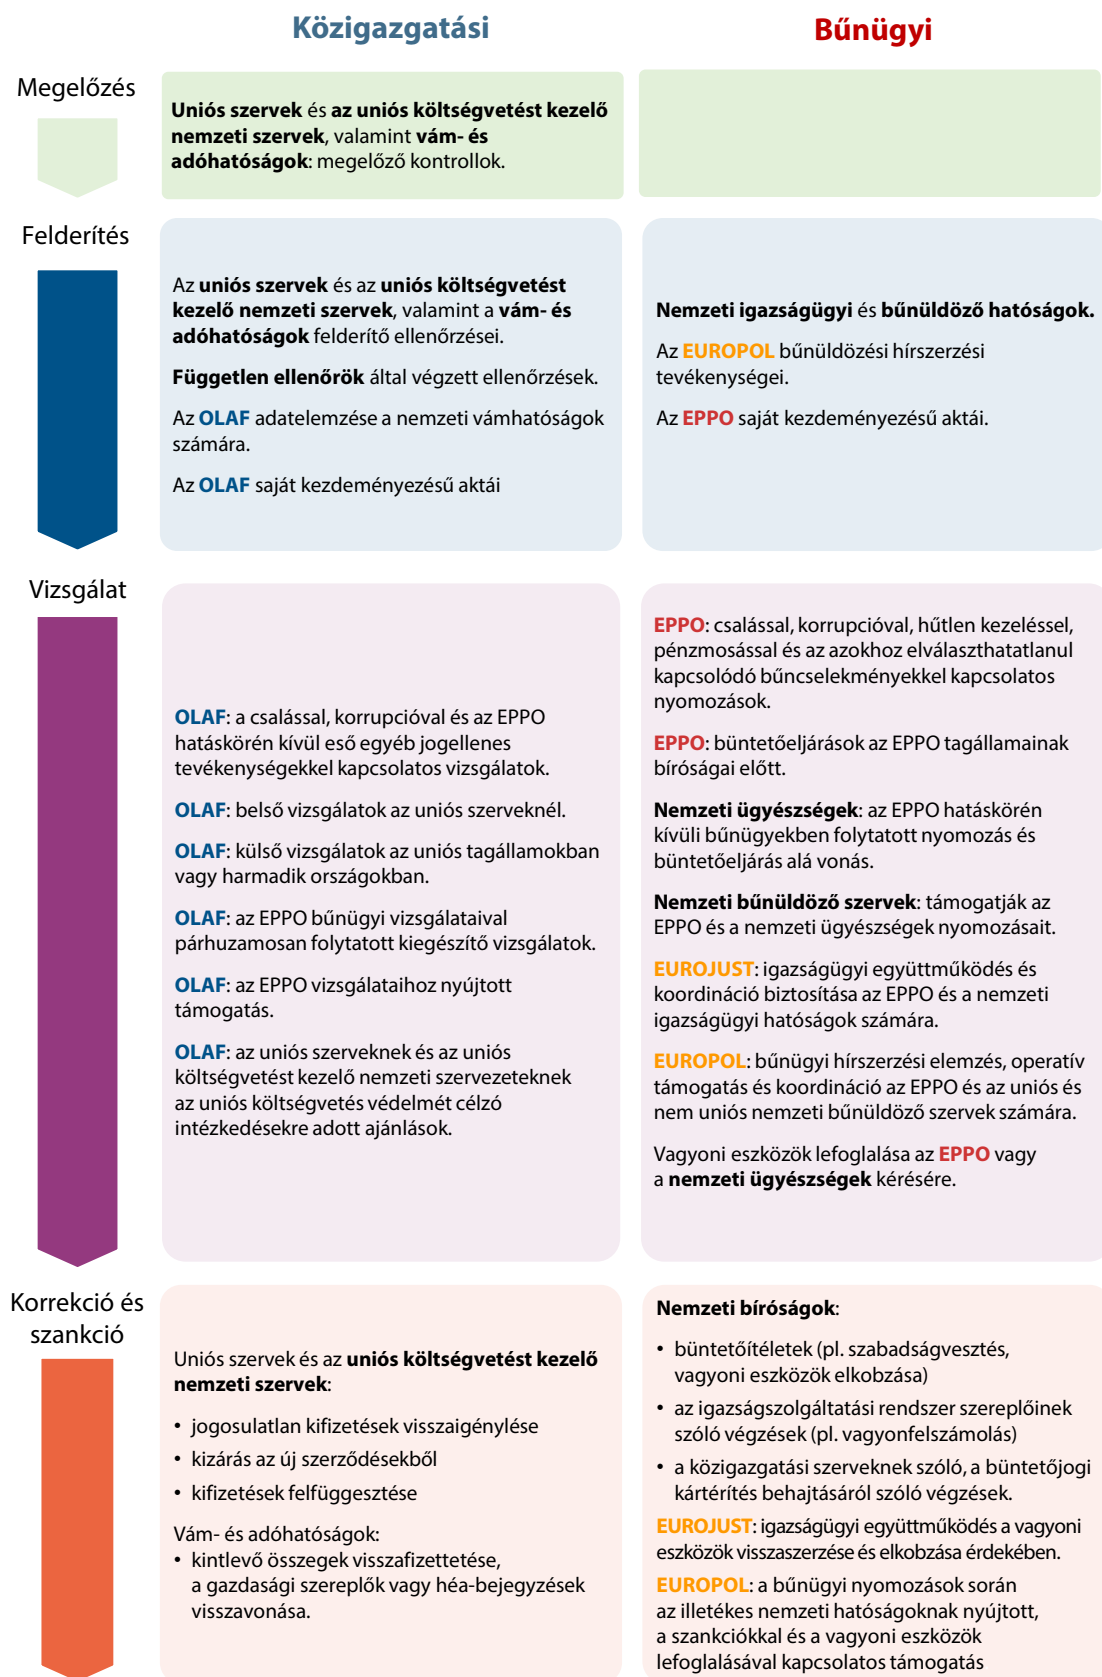 Közigazgatási
Bűnügyi
Megelőzés
Uniós szervek és az uniós költségvetést kezelő
nemzeti szervek, valamint vám- és
adóhatóságok: megelőző kontrollok.
Felderítés
Az uniós szervek és az uniós költségvetést
kezelő nemzeti szervek, valamint a vám- és
adóhatóságok felderítő ellenőrzései.
Független ellenőrök által végzett ellenőrzések.
Az OLAF adatelemzése a nemzeti vámhatóságok
számára.
Az OLAF saját kezdeményezésű aktái
Nemzeti igazságügyi és bűnüldöző hatóságok.
Az EUROPOL bűnüldözési hírszerzési
tevékenységei.
Az EPPO saját kezdeményezésű aktái.
Vizsgálat
OLAF: a csalással, korrupcióval és az EPPO
hatáskörén kívül eső egyéb jogellenes
tevékenységekkel kapcsolatos vizsgálatok.
OLAF: belső vizsgálatok az uniós szerveknél.
OLAF: külső vizsgálatok az uniós tagállamokban
vagy harmadik országokban.
OLAF: az EPPO bűnügyi vizsgálataival
párhuzamosan folytatott kiegészítő vizsgálatok.
OLAF: az EPPO vizsgálataihoz nyújtott
támogatás.
OLAF: az uniós szerveknek és az uniós
költségvetést kezelő nemzeti szervezeteknek
az uniós költségvetés védelmét célzó
intézkedésekre adott ajánlások.
EPPO: csalással, korrupcióval, hűtlen kezeléssel,
pénzmosással és az azokhoz elválaszthatatlanul
kapcsolódó bűncselekményekkel kapcsolatos
nyomozások.
EPPO: büntetőeljárások az EPPO tagállamainak
bíróságai előtt.
Nemzeti ügyészségek: az EPPO hatáskörén
kívüli bűnügyekben folytatott nyomozás és
büntetőeljárás alá vonás.
Nemzeti bűnüldöző szervek: támogatják az
EPPO és a nemzeti ügyészségek nyomozásait.
EUROJUST: igazságügyi együttműködés és
koordináció biztosítása az EPPO és a nemzeti
igazságügyi hatóságok számára.
EUROPOL: bűnügyi hírszerzési elemzés, operatív
támogatás és koordináció az EPPO és az uniós és
nem uniós nemzeti bűnüldöző szervek számára.
Vagyoni eszközök lefoglalása az EPPO vagy
a nemzeti ügyészségek kérésére.
Korrekció és
szankció
Uniós szervek és az uniós költségvetést kezelő
nemzeti szervek:
• jogosulatlan kifizetések visszaigénylése
• kizárás az új szerződésekből
• kifizetések felfüggesztése
Vám- és adóhatóságok:
• kintlevő összegek visszafizettetése,
a gazdasági szereplők vagy héa-bejegyzések
visszavonása.
Nemzeti bíróságok:
• büntetőítéletek (pl. szabadságvesztés,
vagyoni eszközök elkobzása)
• az igazságszolgáltatási rendszer szereplőinek
szóló végzések (pl. vagyonfelszámolás)
• a közigazgatási szerveknek szóló, a büntetőjogi
kártérítés behajtásáról szóló végzések.
EUROJUST: igazságügyi együttműködés a vagyoni
eszközök visszaszerzése és elkobzása érdekében.
EUROPOL: a bűnügyi nyomozások során
az illetékes nemzeti hatóságoknak nyújtott,
a szankciókkal és a vagyoni eszközök
lefoglalásával kapcsolatos támogatás